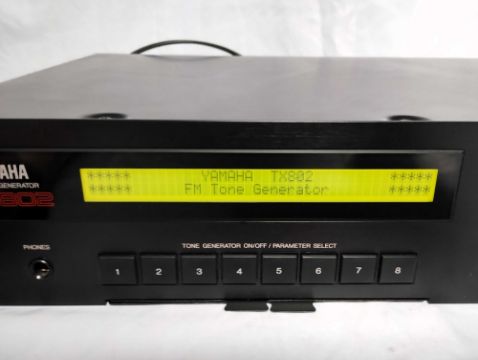 AHA
GENERATOR
802
***** YAMAHA TX802 *****
***** FM Tone Generator *****
PHONES
TONE GENERATOR ON/OFF / PARAMETER SELECT
1 2 3 4 5 6 7 8